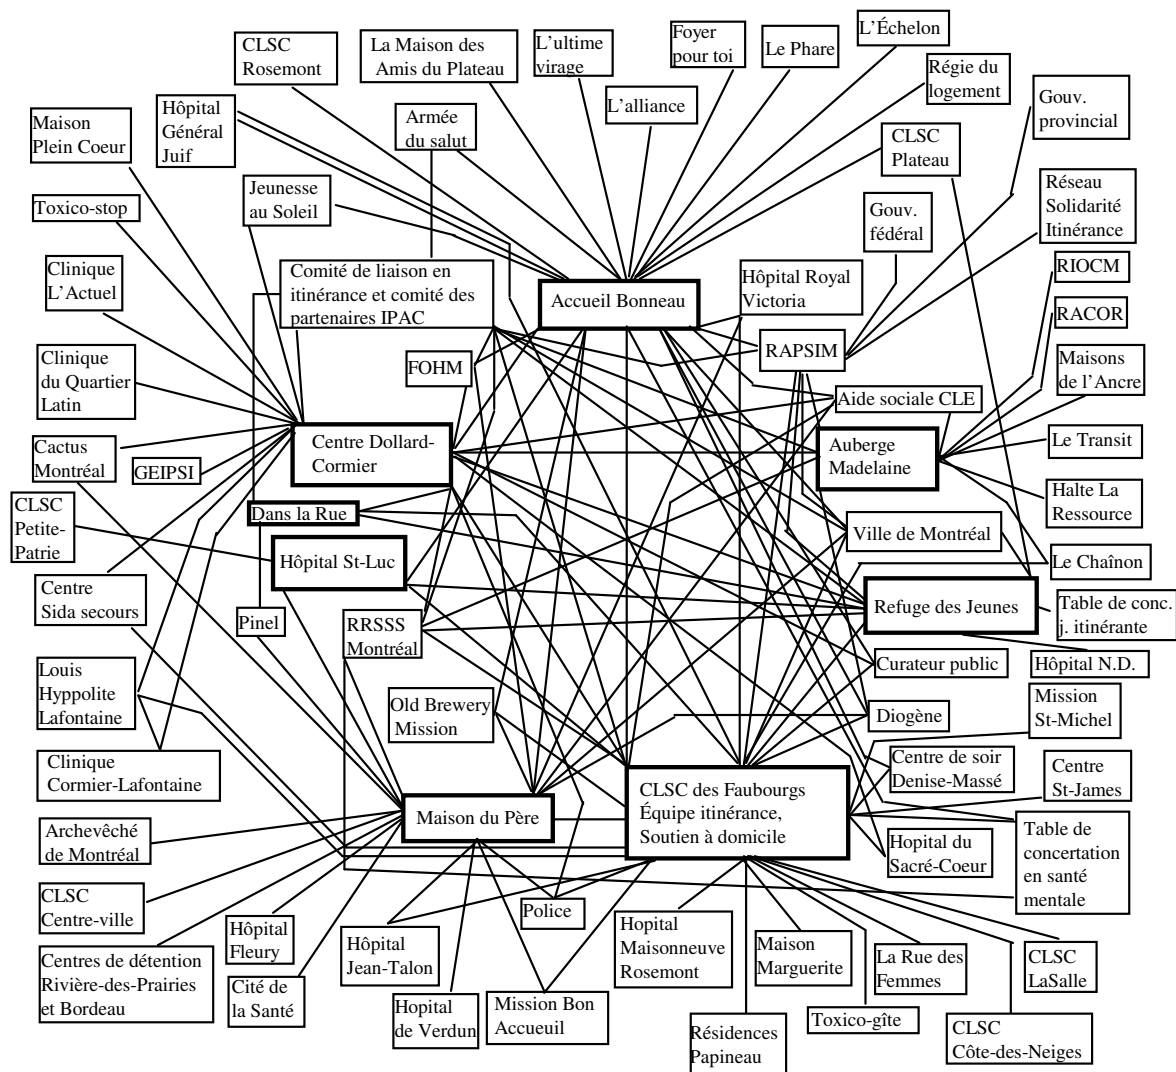 CLSC
Rosemont
La Maison des
Amis du Plateau
L'ultime
virage
Foyer
pour toi
Le Phare
L'Échelon
Régie du
logement
Gouv.
provincial
Hôpital
Général
Juif
Armée
du salut
L'alliance
CLSC
Plateau
Maison
Plein Coeur
Toxico-stop
Jeunesse
au Soleil
Gouv.
fédéral
Réseau
Solidarité
Itinérance
Clinique
L'Actuel
Comité de liaison en
itinérance et comité des
partenaires IPAC
Accueil Bonneau
Hôpital Royal
Victoria
RIOCM
RACOR
Clinique
du Quartier
Latin
FOHM
RAPSIM
Maisons
de l'Ancre
Aide sociale CLE
Cactus
Montréal
GEIPSI
Centre Dollard-
Cormier
Auberge
Madelaine
Le Transit
CLSC
Petite-
Patrie
Dans la Rue
Halte La
Ressource
Hôpital St-Luc
Ville de Montréal
Le Chaînon
Centre
Sida secours
Pinel
RRSSS
Montréal
Refuge des Jeunes
Table de conc.
j. itinérante
Hôpital N.D.
Louis
Hyppolite
Lafontaine
Old Brewery
Mission
Curateur public
Diogène
Mission
St-Michel
Clinique
Cormier-Lafontaine
CLSC des Faubourgs
Équipe itinérance,
Soutien à domicile
Centre de soir
Denise-Massé
Centre
St-James
Maison du Père
Archevêché
de Montréal
Hopital du
Sacré-Coeur
Table de
concertation
en santé
mentale
CLSC
Centre-ville
Hôpital
Fleury
Police
Hôpital
Jean-Talon
Hopital
Maisonneuve
Rosemont
Maison
Marguerite
La Rue des
Femmes
CLSC
LaSalle
Centres de détention
Rivière-des-Prairies
et Bordeau
Cité de
la Santé
Hopital
de Verdun
Mission Bon
Accueuil
Résidences
Papineau
Toxico-gîte
CLSC
Côte-des-Neiges